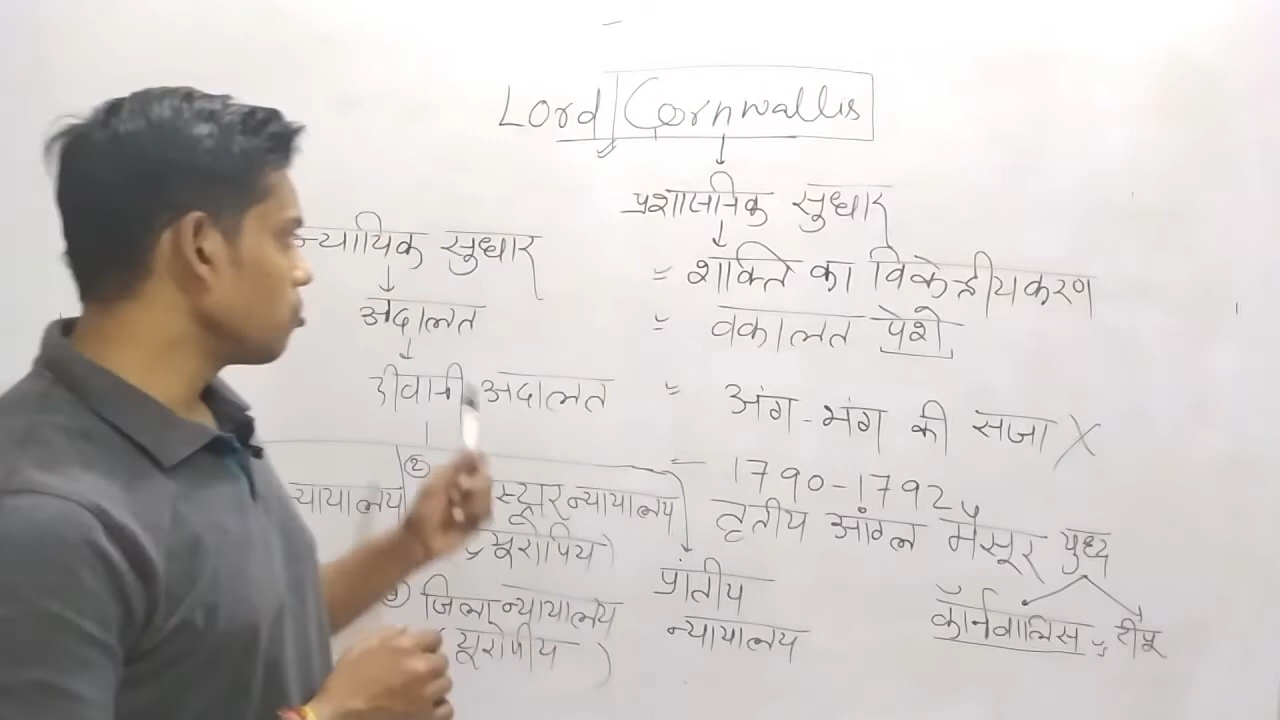 Lord Cornwallis
प्रशासनिक सुधार
न्यायिक सुधार
= शक्ति का विकेन्द्रीयकरण
अदालत
= वकालत पेशे
दीवानी अदालत
= अंग-भंग की सजा X
- 1790-1792
तृतीय आंग्ल मैसूर युध्द
कॉर्नवालिस , टीपू
न्यायालय
② न्यायालय
यूरोपिय)
जिला न्यायालय
(यूरोपीय)
प्रांतीय
न्यायालय